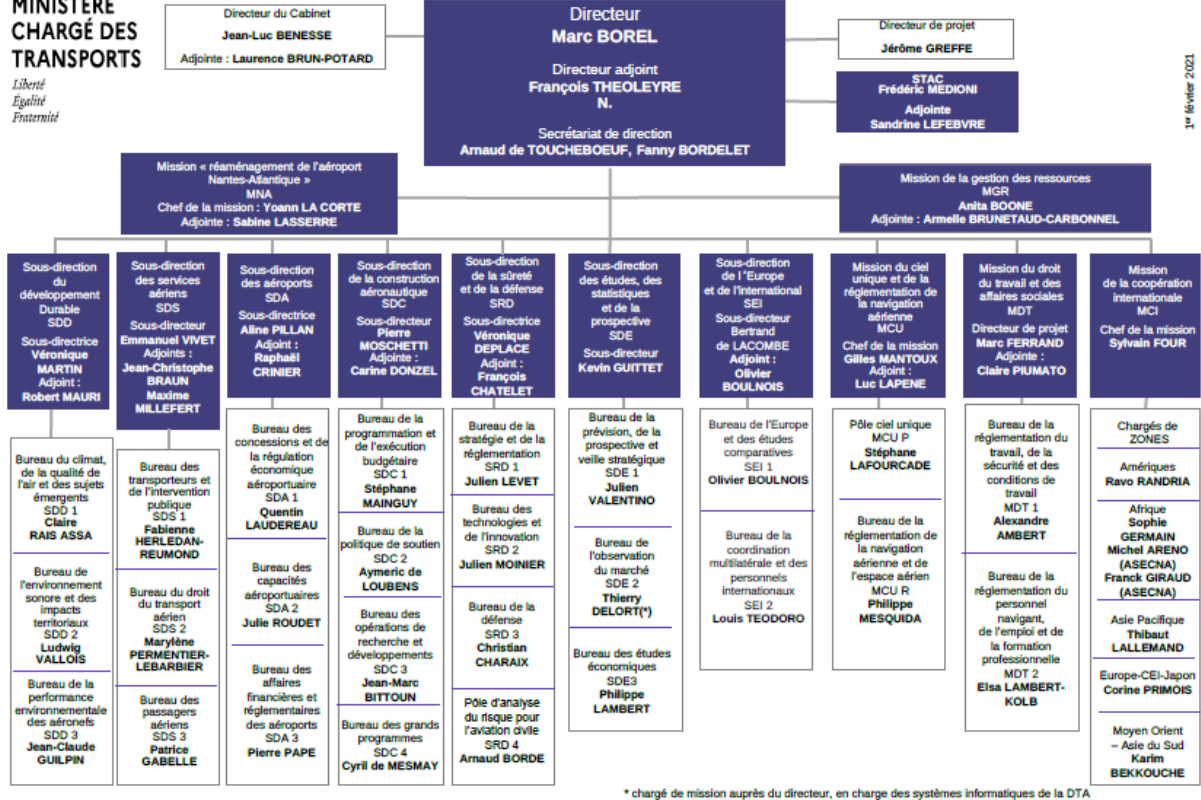 MINISTÈRE
CHARGÉ DES
TRANSPORTS
Liberté
Égalité
Fraternité
Directeur du Cabinet
Jean-Luc BENESSE
Adjointe : Laurence BRUN-POTARD
Directeur
Marc BOREL
Directeur adjoint
François THEOLEYRE
N.
Secrétariat de direction
Arnaud de TOUCHEBOEUF, Fanny BORDELET
Directeur de projet
Jérôme GREFFE
STAC
Frédéric MEDIONI
Adjointe
Sandrine LEFEBVRE
1er février 2021
Mission « réaménagement de l'aéroport
Nantes-Atlantique »
MNA
Chef de la mission : Yoann LA CORTE
Adjointe : Sabine LASSERRE
Mission de la gestion des ressources
MGR
Anita BOONE
Adjointe : Armelle BRUNETAUD-CARBONNEL
Sous-direction
du
développement
Durable
SDD
Sous-directrice
Véronique
MARTIN
Adjoint :
Robert MAURI
Bureau du climat,
de la qualité de
l'air et des sujets
émergents
SDD 1
Claire
RAIS ASSA
Bureau de
l'environnement
sonore et des
impacts
territoriaux
SDD 2
Ludwig
VALLOIS
Bureau de la
performance
environnementale
des aéronefs
SDD 3
Jean-Claude
GUILPIN
Sous-direction
des services
aériens
SDS
Sous-directeur
Emmanuel VIVET
Adjoints :
Jean-Christophe
BRAUN
Maxime
MILLEFERT
Bureau des
transporteurs et
de l'intervention
publique
SDS 1
Fabienne
HERLEDAN-
REUMOND
Bureau du droit
du transport
aérien
SDS 2
Marylène
PERMENTIER-
LEBARBIER
Bureau des
passagers
aériens
SDS 3
Patrice
GABELLE
Sous-direction
des aéroports
SDA
Sous-directrice
Aline PILLAN
Adjoint :
Raphaël
CRINIER
Bureau des
concessions et de
la régulation
économique
aéroportuaire
SDA 1
Quentin
LAUDEREAU
Bureau des
capacités
aéroportuaires
SDA 2
Julie ROUDET
Bureau des
affaires
financières et
réglementaires
des aéroports
SDA 3
Pierre PAPE
Sous-direction
de la construction
aéronautique
SDC
Sous-directeur
Pierre
MOSCHETTI
Adjointe :
Carine DONZEL
Bureau de la
programmation et
de l'exécution
budgétaire
SDC 1
Stéphane
MAINGUY
Bureau de la
politique de soutien
SDC 2
Aymeric de
LOUBENS
Bureau des
opérations de
recherche et
développements
SDC 3
Jean-Marc
BITTOUN
Bureau des grands
programmes
SDC 4
Cyril de MESMAY
Sous-direction
de la sûreté
et de la défense
SRD
Sous-directrice
Véronique
DEPLACE
Adjoint :
François
CHATELET
Bureau de la
stratégie et de la
réglementation
SRD 1
Julien LEVET
Bureau des
technologies et
de l'innovation
SRD 2
Julien MOINIER
Bureau de la
défense
SRD 3
Christian
CHARAIX
Pôle d'analyse
du risque pour
l'aviation civile
SRD 4
Arnaud BORDE
Sous-direction
des études, des
statistiques
et de la
prospective
SDE
Sous-directeur
Kevin GUITTET
Bureau de la
prévision, de la
prospective et
veille stratégique
SDE 1
Julien
VALENTINO
Bureau de
l'observation
du marché
SDE 2
Thierry
DELORT(*)
Bureau des études
économiques
SDE3
Philippe
LAMBERT
Sous-direction
de l 'Europe
et de l'international
SEI
Sous-directeur
Bertrand
de LACOMBE
Adjoint :
Olivier
BOULNOIS
Bureau de l'Europe
et des études
comparatives
SEI 1
Olivier BOULNOIS
Bureau de la
coordination
multilatérale et des
personnels
internationaux
SEI 2
Louis TEODORO
Mission du ciel
unique et de la
réglementation de
la navigation
aérienne
MCU
Chef de la mission
Gilles MANTOUX
Adjoint :
Luc LAPENE
Pôle ciel unique
MCU P
Stéphane
LAFOURCADE
Bureau de la
réglementation de
la navigation
aérienne et de
l'espace aérien
MCU R
Philippe
MESQUIDA
Mission du droit
du travail et des
affaires sociales
MDT
Directeur de projet
Marc FERRAND
Adjointe :
Claire PIUMATO
Bureau de la
réglementation du
travail, de la
sécurité et des
conditions de
travail
MDT 1
Alexandre
AMBERT
Bureau de la
réglementation du
personnel
navigant,
de l'emploi et de
la formation
professionnelle
MDT 2
Elsa LAMBERT-
KOLB
Mission
de la coopération
internationale
MCI
Chef de la mission
Sylvain FOUR
Chargés de
ZONES
Amériques
Ravo RANDRIA
Afrique
Sophie
GERMAIN
Michel ARENO
(ASECNA)
Franck GIRAUD
(ASECNA)
Asie Pacifique
Thibaut
LALLEMAND
Europe-CEI-Japon
Corine PRIMOIS
Moyen Orient
– Asie du Sud
Karim
BEKKOUCHE
* chargé de mission auprès du directeur, en charge des systèmes informatiques de la DTA